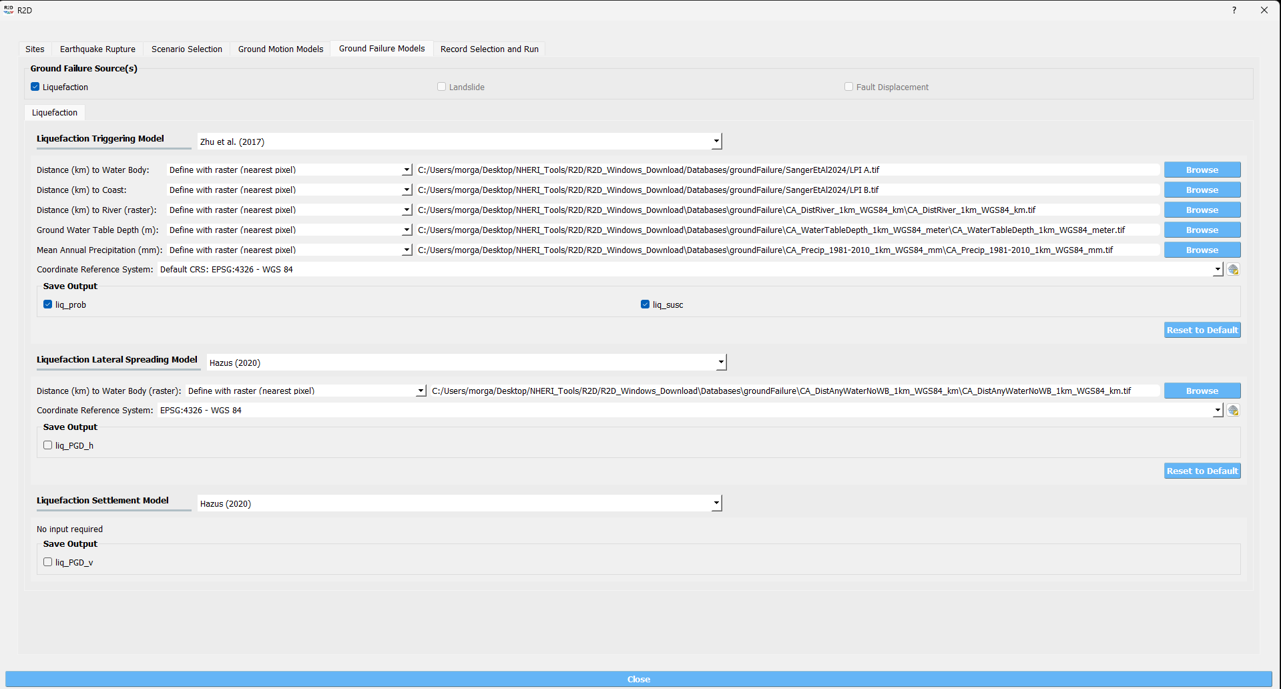 R2D
Sites Earthquake Rupture Scenario Selection Ground Motion Models Ground Failure Models Record Selection and Run
Ground Failure Source(s)
Liquefaction Landslide Fault Displacement
Liquefaction
Liquefaction Triggering Model Zhu et al. (2017)
Distance (km) to Water Body: Define with raster (nearest pixel) C:/Users/morga/Desktop/NHERI_Tools/R2D/R2D_Windows_Download/Databases/groundFailure/SangerEtAl2024/LPI A.tif Browse
Distance (km) to Coast: Define with raster (nearest pixel) C:/Users/morga/Desktop/NHERI_Tools/R2D/R2D_Windows_Download/Databases/groundFailure/SangerEtAl2024/LPI B.tif Browse
Distance (km) to River (raster): Define with raster (nearest pixel) C:/Users/morga/Desktop/NHERI_Tools/R2D/R2D_Windows_Download\Databases\groundFailure\CA_DistRiver_1km_WGS84_km\CA_DistRiver_1km_WGS84_km.tif Browse
Ground Water Table Depth (m): Define with raster (nearest pixel) C:/Users/morga/Desktop/NHERI_Tools/R2D/R2D_Windows_Download\Databases\groundFailure\CA_WaterTableDepth_1km_WGS84_meter\CA_WaterTableDepth_1km_WGS84_meter.tif Browse
Mean Annual Precipitation (mm): Define with raster (nearest pixel) C:/Users/morga/Desktop/NHERI_Tools/R2D/R2D_Windows_Download\Databases\groundFailure\CA_Precip_1981-2010_1km_WGS84_mm\CA_Precip_1981-2010_1km_WGS84_mm.tif Browse
Coordinate Reference System: Default CRS: EPSG:4326 - WGS 84
Save Output
liq_prob liq_susc
Reset to Default
Liquefaction Lateral Spreading Model Hazus (2020)
Distance (km) to Water Body (raster): Define with raster (nearest pixel) C:/Users/morga/Desktop/NHERI_Tools/R2D/R2D_Windows_Download\Databases\groundFailure\CA_DistAnyWaterNoWB_1km_WGS84_km\CA_DistAnyWaterNoWB_1km_WGS84_km.tif Browse
Coordinate Reference System: EPSG:4326 - WGS 84
Save Output
liq_PGD_h
Reset to Default
Liquefaction Settlement Model Hazus (2020)
No input required
Save Output
liq_PGD_v
Close